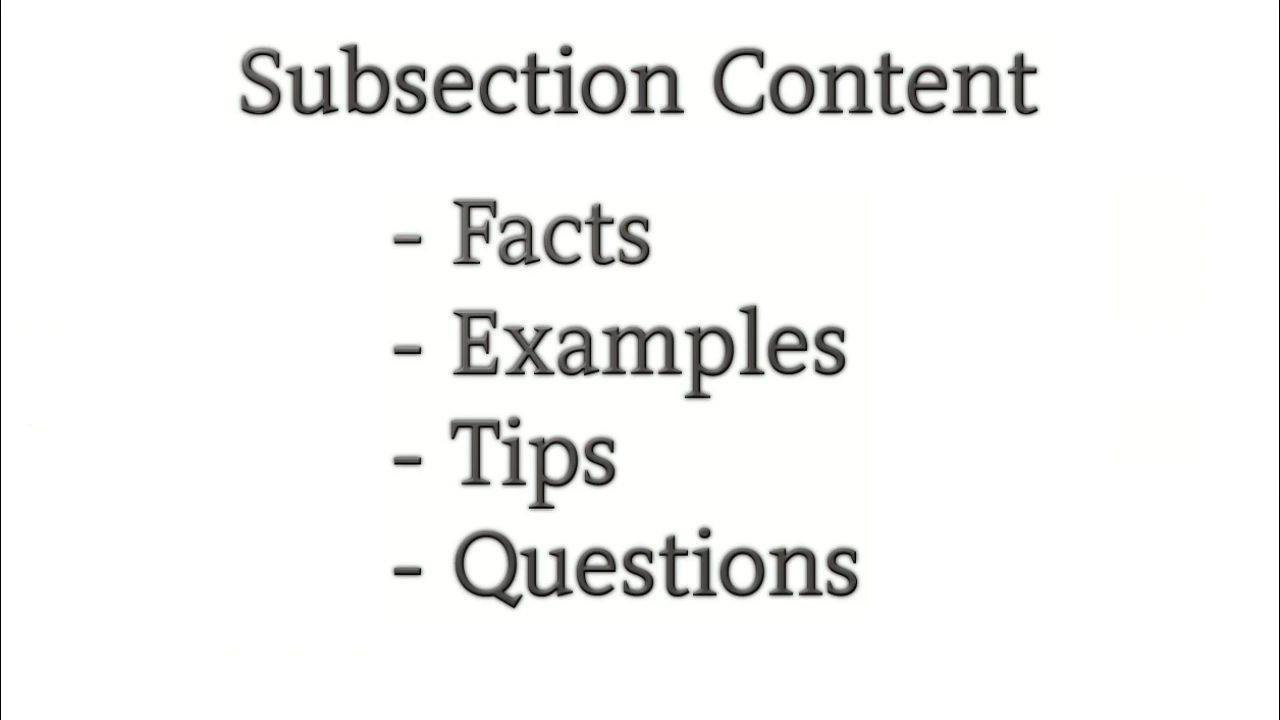 Subsection Content
- Facts
- Examples
- Tips
- Questions